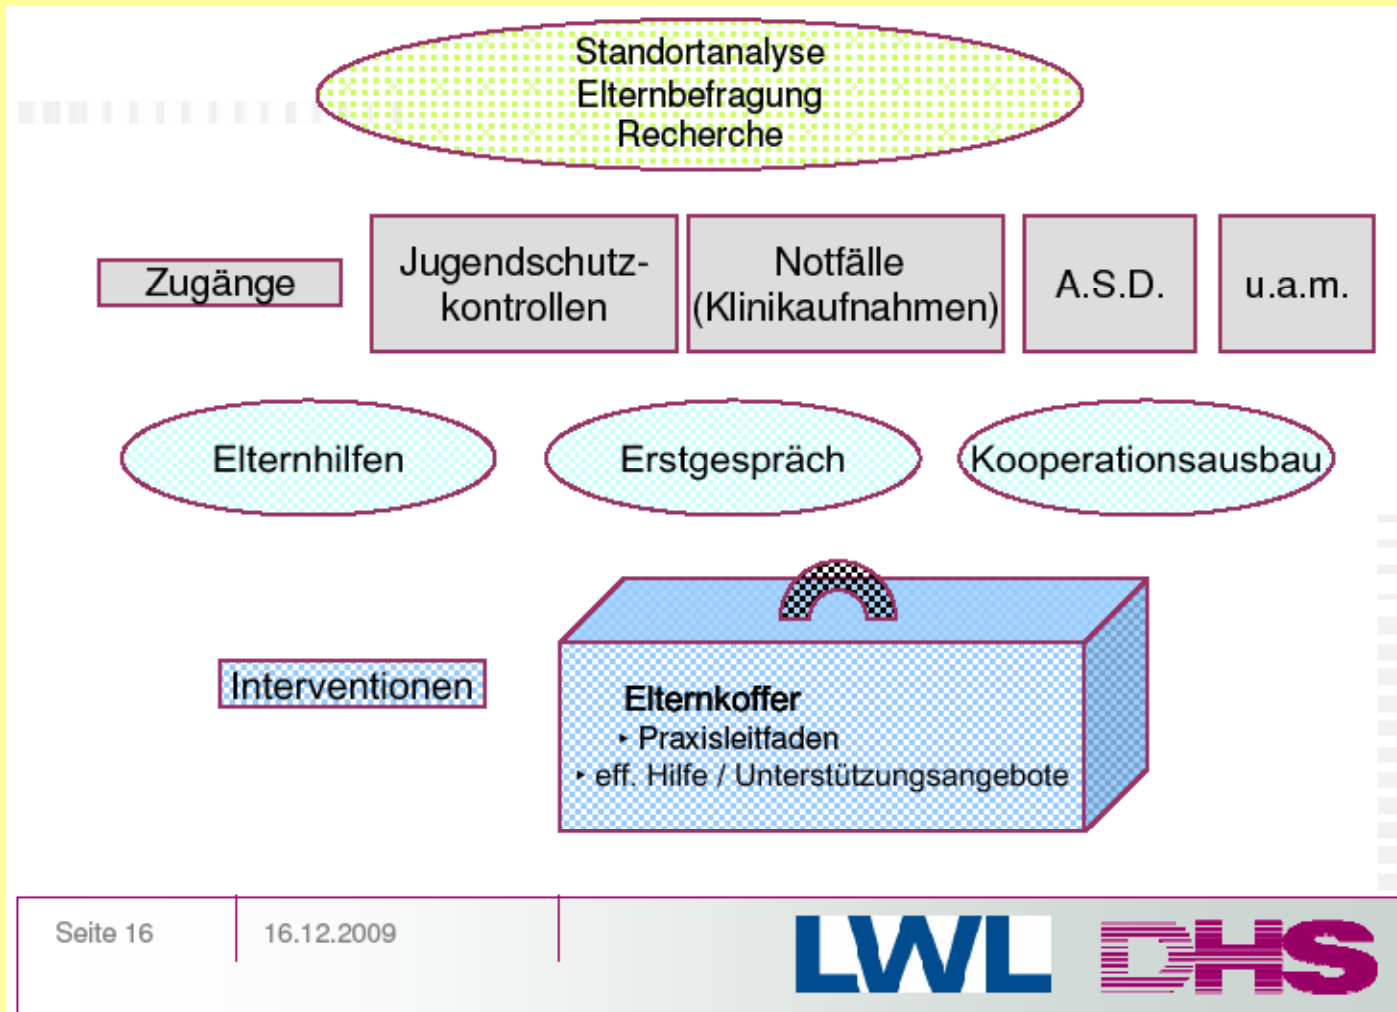 Standortanalyse
Elternbefragung
Recherche
Zugänge
Jugendschutz-
kontrollen
Notfälle
(Klinikaufnahmen)
A.S.D.
u.a.m.
Elternhilfen
Erstgespräch
Kooperationsausbau
Interventionen
Elternkoffer
‣ Praxisleitfaden
‣ eff. Hilfe / Unterstützungsangebote
Seite 16
16.12.2009
LWL
DHS